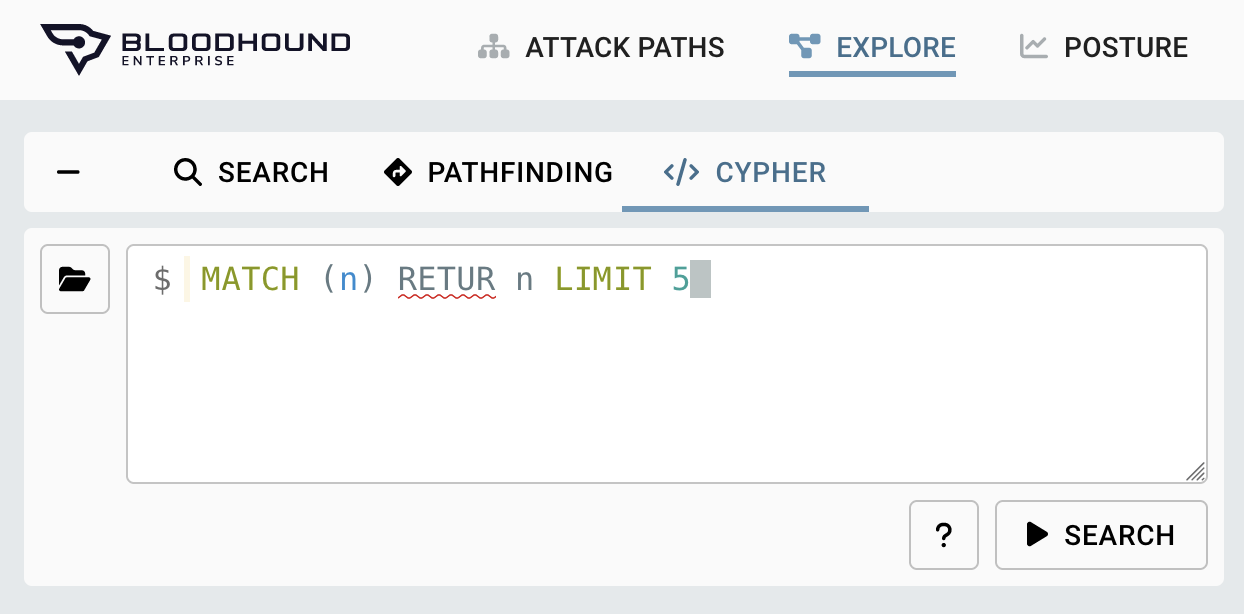 BLOODHOUND
ENTERPRISE
ATTACK PATHS
EXPLORE
POSTURE
SEARCH
PATHFINDING
</> CYPHER
$ MATCH (n) RETUR n LIMIT 5
?
SEARCH